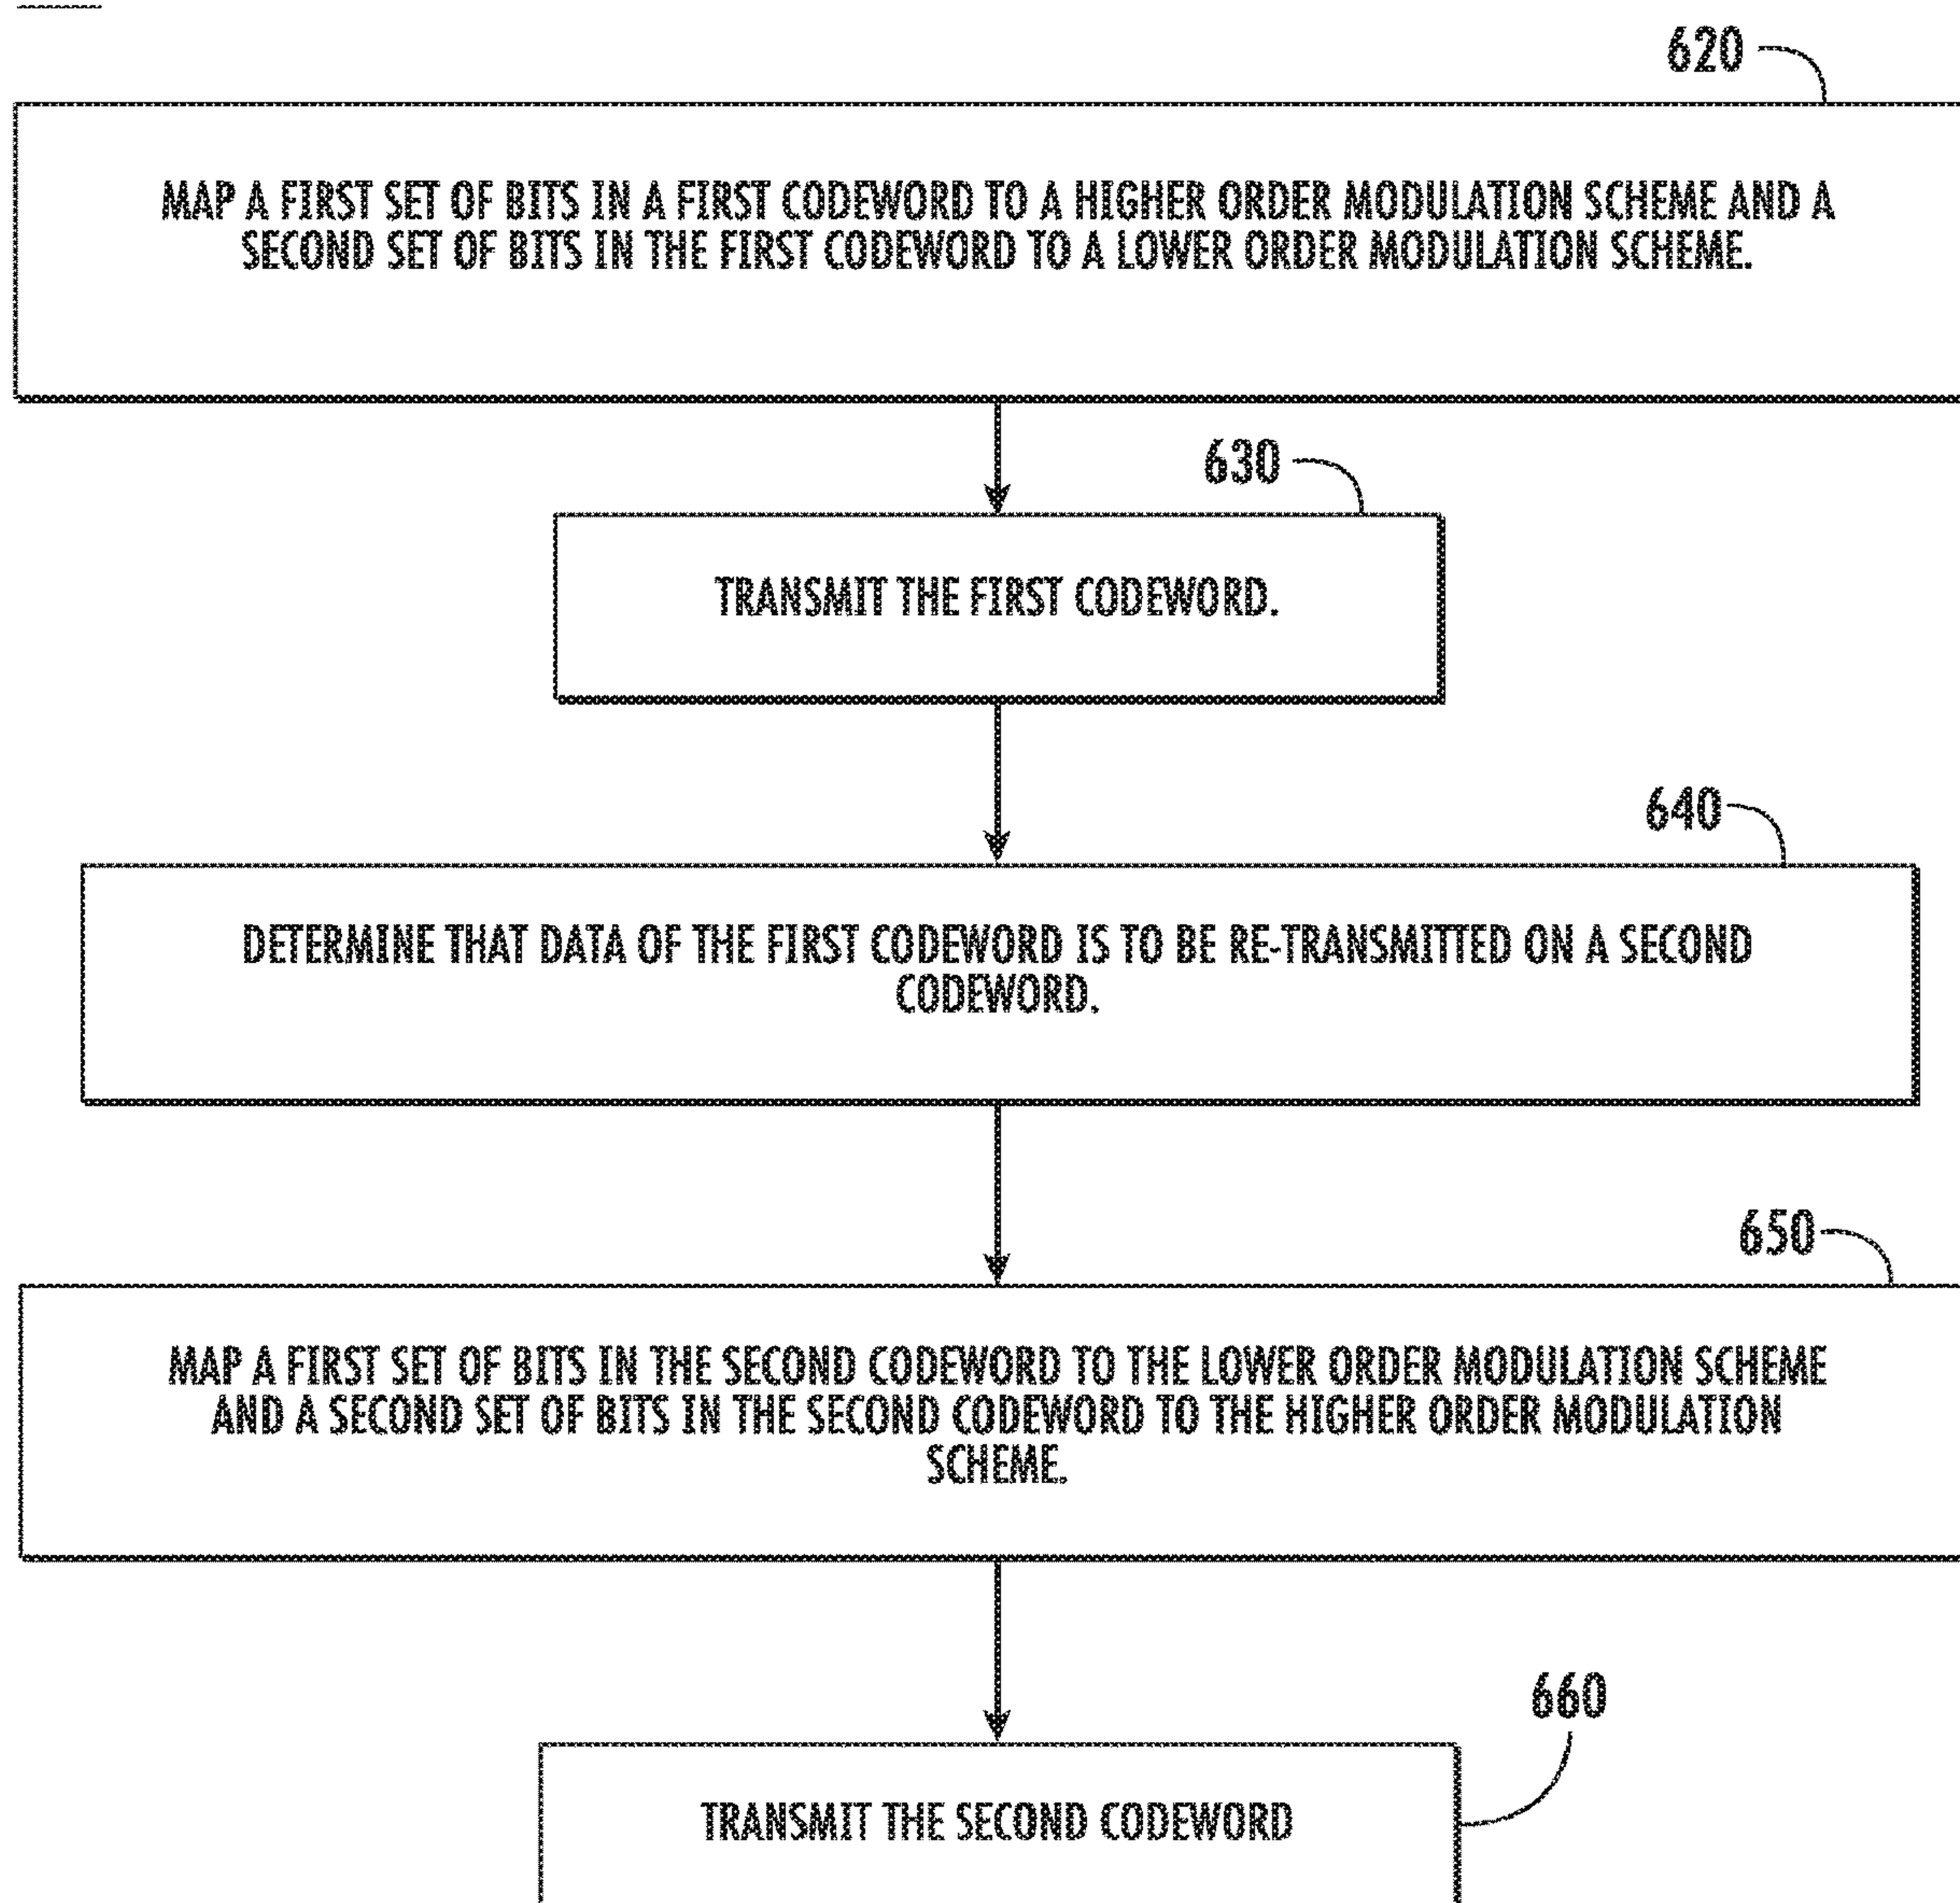 620
MAP A FIRST SET OF BITS IN A FIRST CODEWORD TO A HIGHER ORDER MODULATION SCHEME AND A
SECOND SET OF BITS IN THE FIRST CODEWORD TO A LOWER ORDER MODULATION SCHEME.
630
TRANSMIT THE FIRST CODEWORD.
640
DETERMINE THAT DATA OF THE FIRST CODEWORD IS TO BE RE-TRANSMITTED ON A SECOND
CODEWORD.
650
MAP A FIRST SET OF BITS IN THE SECOND CODEWORD TO THE LOWER ORDER MODULATION SCHEME
AND A SECOND SET OF BITS IN THE SECOND CODEWORD TO THE HIGHER ORDER MODULATION
SCHEME.
660
TRANSMIT THE SECOND CODEWORD